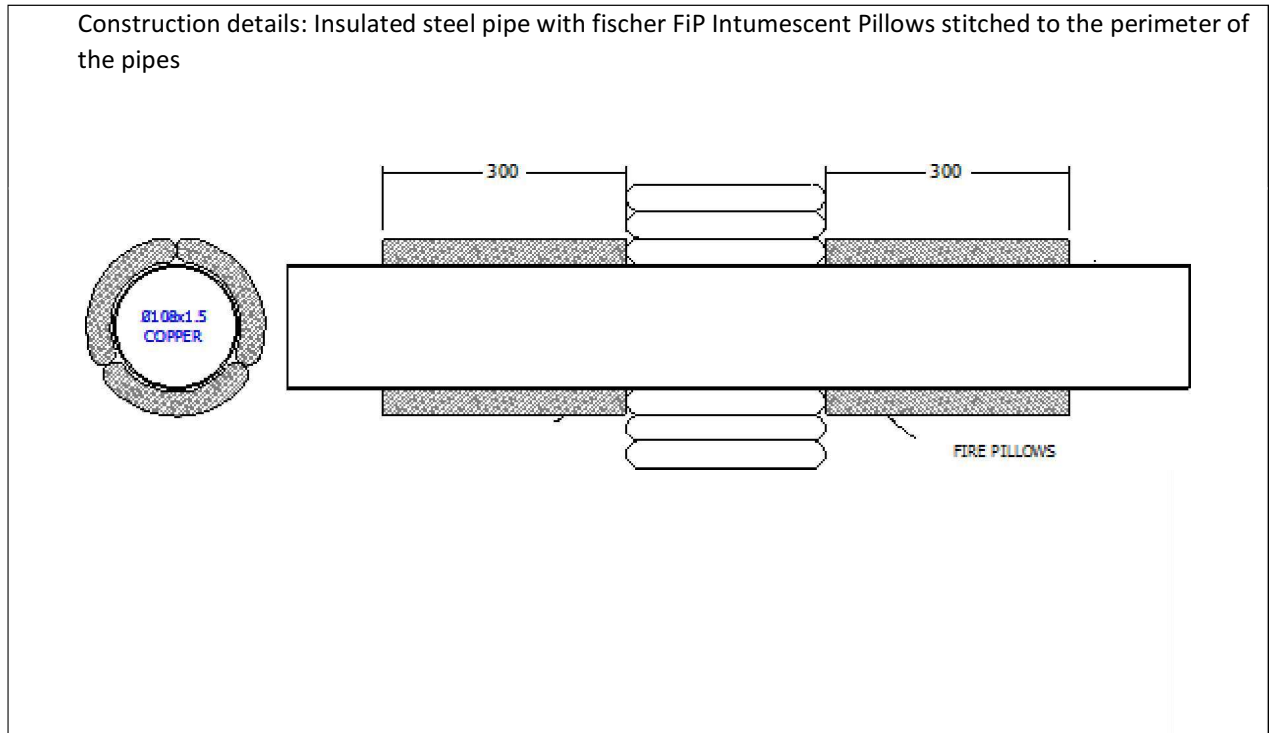 Construction details: Insulated steel pipe with fischer FiP Intumescent Pillows stitched to the perimeter of
the pipes
300
300
Ø108x1.5
COPPER
FIRE PILLOWS